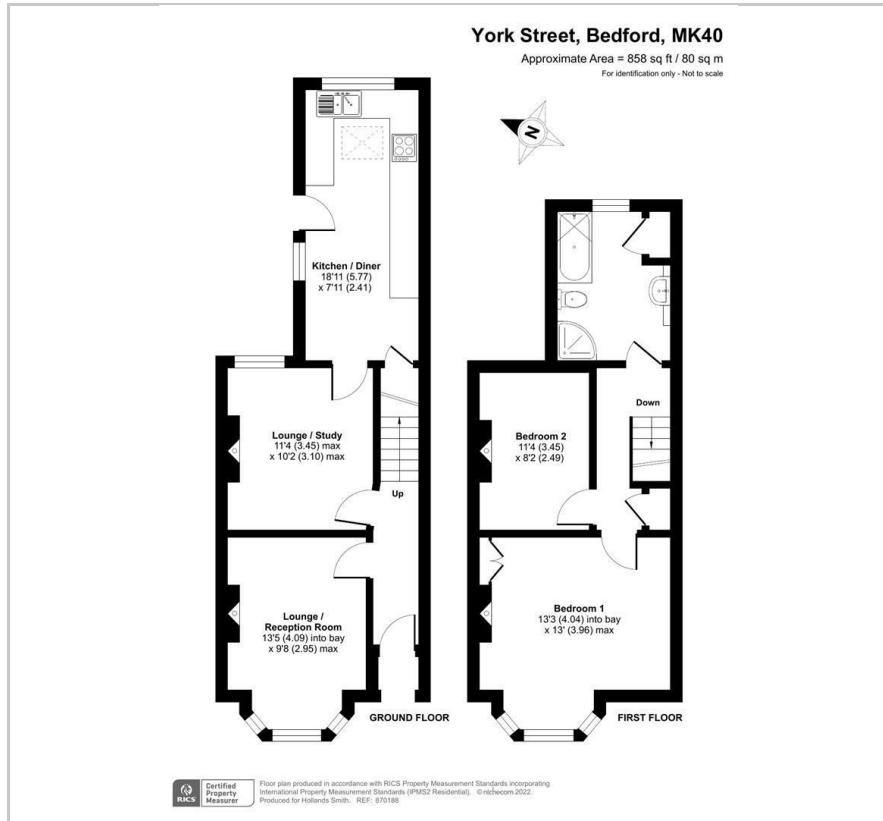 York Street, Bedford, MK40
Approximate Area = 858 sq ft / 80 sq m
For identification only - Not to scale
N
Kitchen / Diner
18'11 (5.77)
x 7'11 (2.41)
Lounge / Study
11'4 (3.45) max
x 10'2 (3.10) max
Up
Lounge /
Reception Room
13'5 (4.09) into bay
x 9'8 (2.95) max
GROUND FLOOR
Down
Bedroom 2
11'4 (3.45)
x 8'2 (2.49)
Bedroom 1
13'3 (4.04) into bay
x 13' (3.96) max
FIRST FLOOR
RICS
Certified
Property
Measurer
Floor plan produced in accordance with RICS Property Measurement Standards incorporating
International Property Measurement Standards (IPMS2 Residential). © ntchecom 2022.
Produced for Hollands Smith. REF: 870188